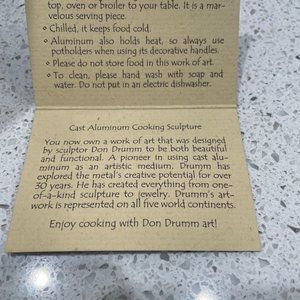 top, oven or broiler to your table. It is a mar-
velous serving piece.
⋄ Chilled, it keeps food cold.
⋄ Aluminum also holds heat, so always use
potholders when using its decorative handles.
⋄ Please do not store food in this work of art.
⋄ To clean, please hand wash with soap and
water. Do not put in an electric dishwasher.
Cast Aluminum Cooking Sculpture
You now own a work of art that was designed
by sculptor Don Drumm to be both beautiful
and functional. A pioneer in using cast alu-
minum as an artistic medium, Drumm has
explored the metal's creative potential for over
30 years. He has created everything from one-
of-a-kind sculpture to jewelry. Drumm's art-
work is represented on all five world continents.
Enjoy cooking with Don Drumm art!